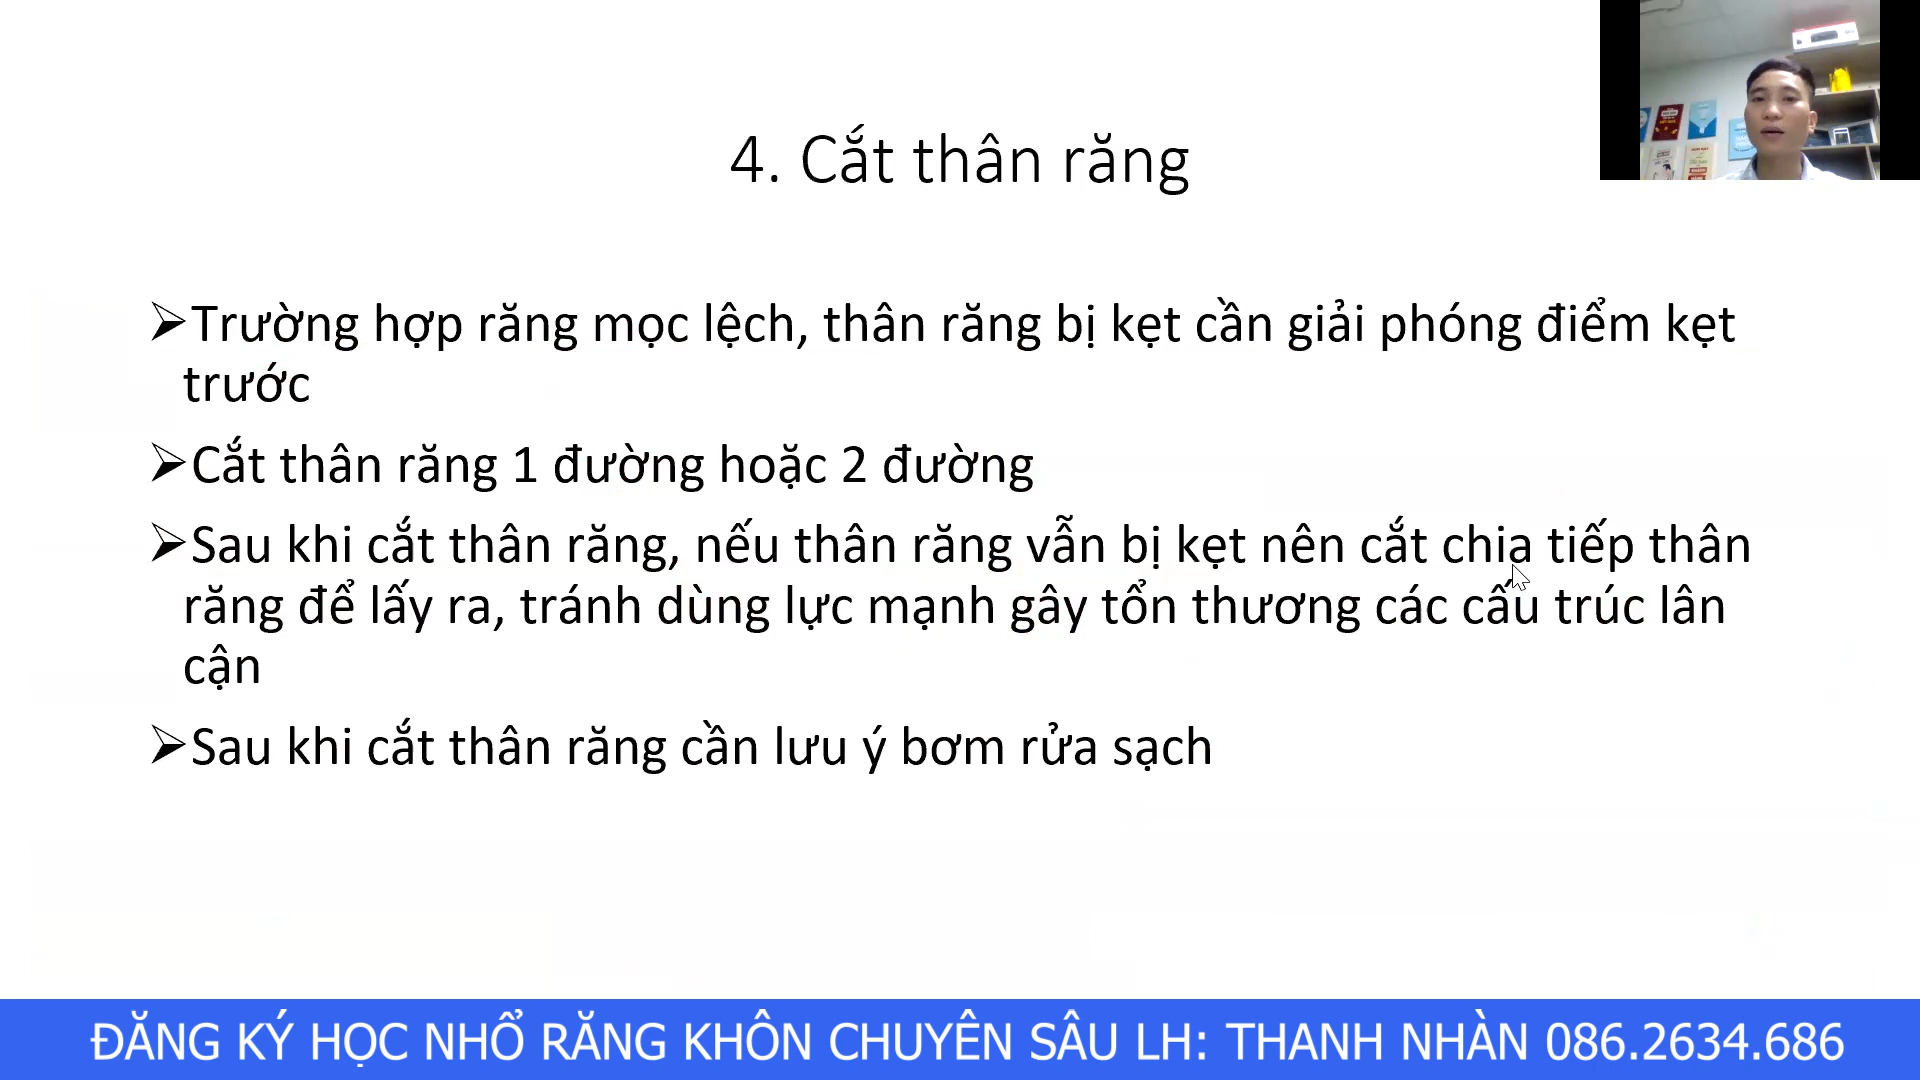 4. Cắt thân răng
➢Trường hợp răng mọc lệch, thân răng bị kẹt cần giải phóng điểm kẹt
trước
➢Cắt thân răng 1 đường hoặc 2 đường
➢Sau khi cắt thân răng, nếu thân răng vẫn bị kẹt nên cắt chia tiếp thân
răng để lấy ra, tránh dùng lực mạnh gây tổn thương các cấu trúc lân
cận
➢Sau khi cắt thân răng cần lưu ý bơm rửa sạch
ĐĂNG KÝ HỌC NHỔ RĂNG KHÔN CHUYÊN SÂU LH: THANH NHÀN 086.2634.686